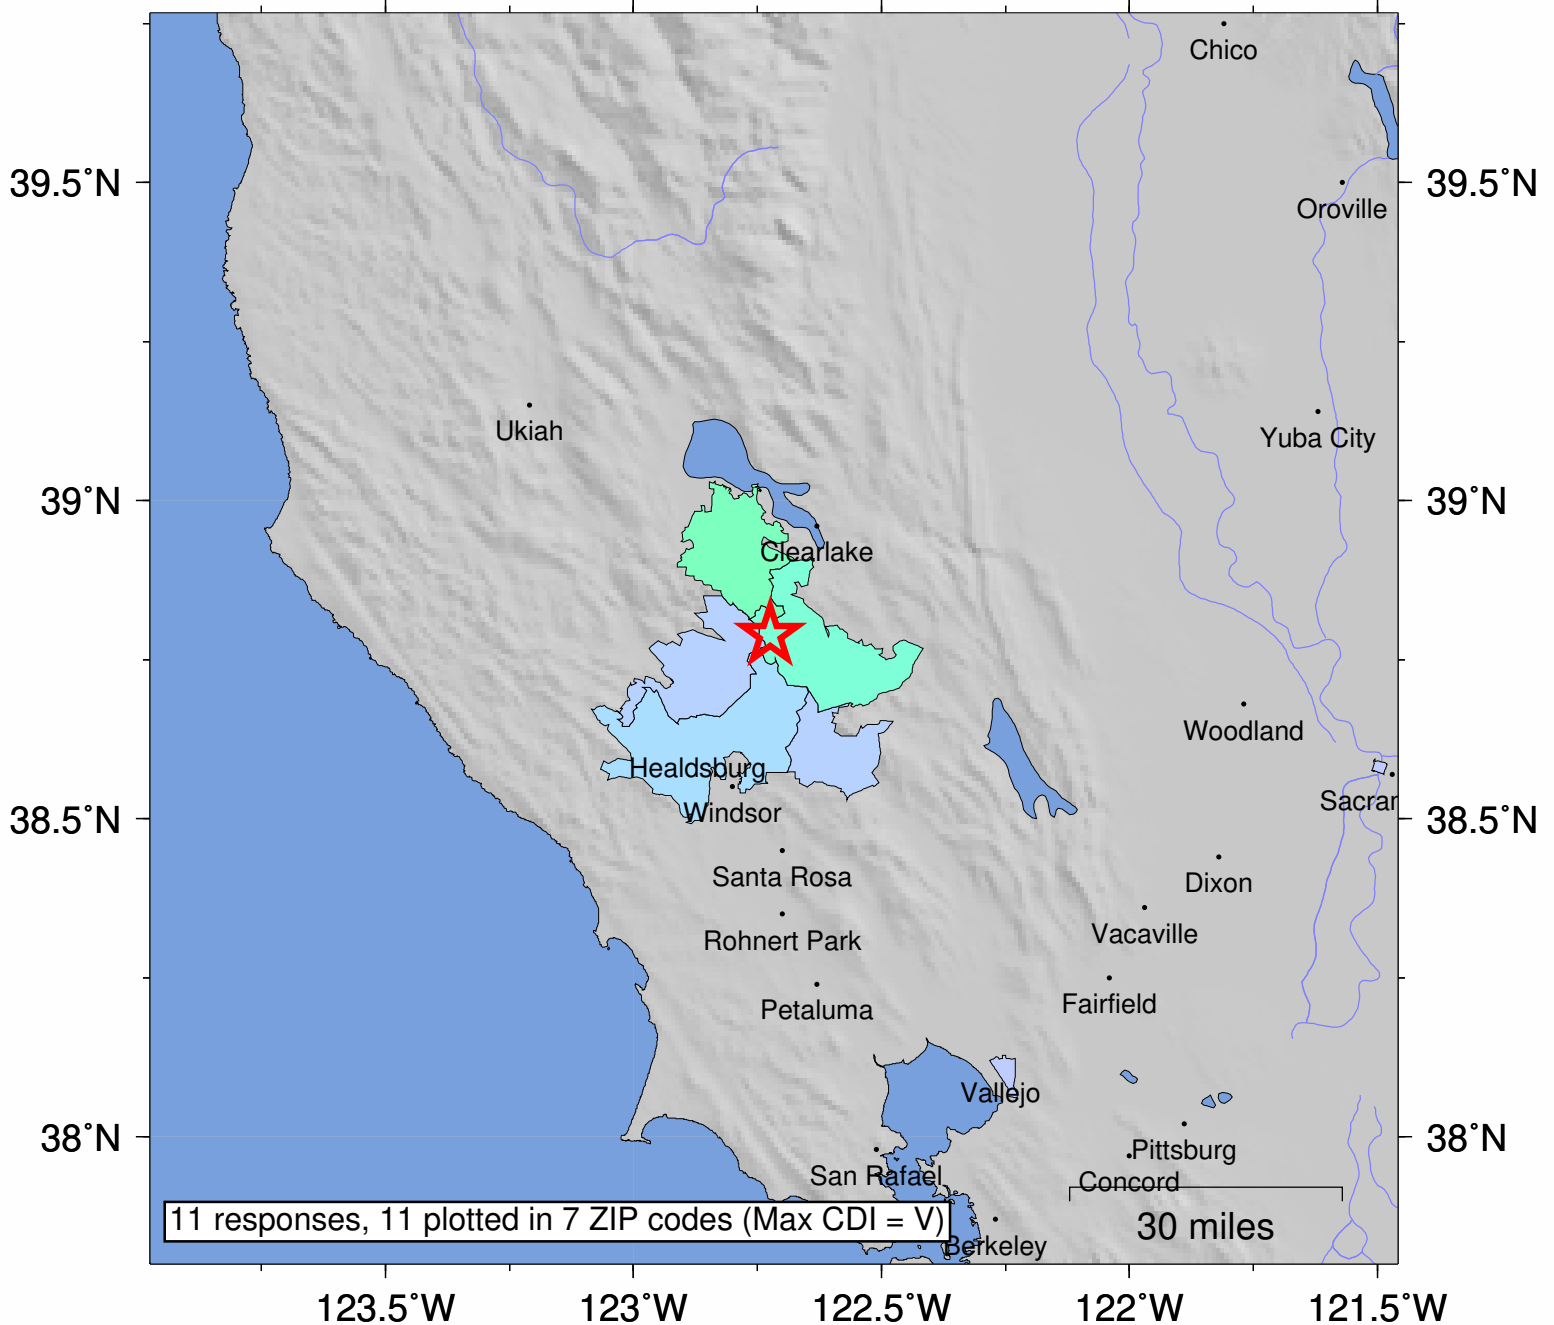 Chico
39.5˚N
39.5˚N
Oroville
Ukiah
Yuba City
39˚N
39˚N
Clearlake
Woodland
Healdsburg
Sacrar
38.5˚N
Windsor
38.5˚N
Santa Rosa
Dixon
Rohnert Park
Vacaville
Petaluma
Fairfield
Vallejo
38˚N
38˚N
Pittsburg
San Rafael
Concord
11 responses, 11 plotted in 7 ZIP codes (Max CDI = V)
30 miles
Berkeley
123.5˚W
123˚W
122.5˚W
122˚W
121.5˚W